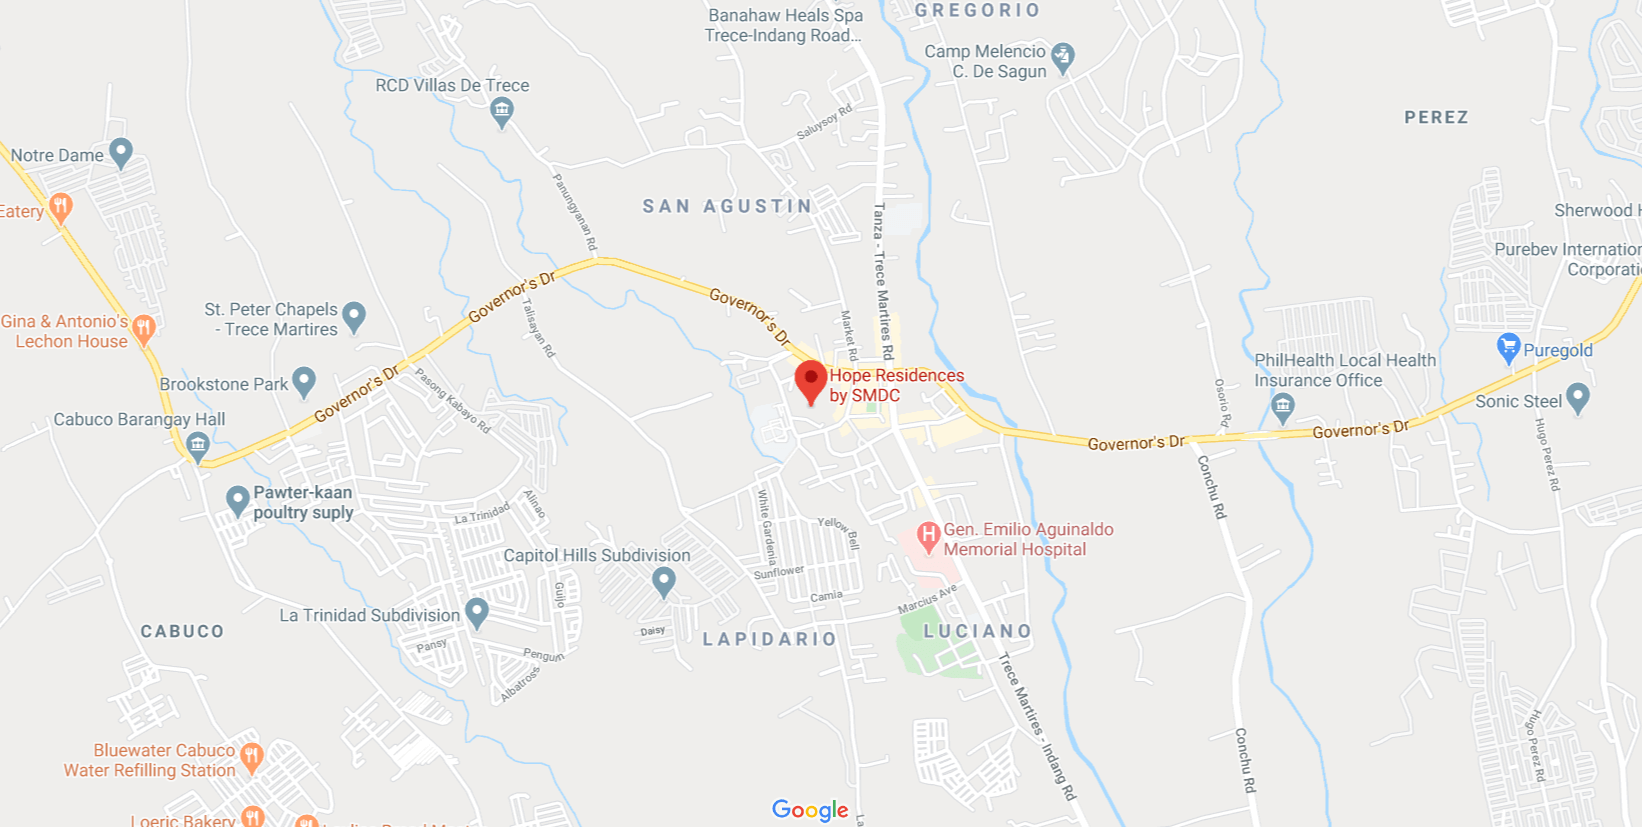 GREGORIO
Banahaw Heals Spa
Trece-Indang Road...
Camp Melencio
C. De Sagun
RCD Villas De Trece
PEREZ
Saluysoy Rd
Notre Dame
Panungyanan Rd
SAN AGUSTIN
Tanza - Trece Martires Rd
Eatery
Sherwood H
Purebev Internation
Corporati
Governor's Dr
Governor's Dr
St. Peter Chapels
- Trece Martires
Talisayan Rd
Market Rd
Gina & Antonio's
Lechon House
Puregold
PhilHealth Local Health
Insurance Office
Hope Residences
by SMDC
Brookstone Park
Governor's Dr
Pasong Kabayo Rd
Osorio Rd
Sonic Steel
Cabuco Barangay Hall
Governor's Dr
Governor's Dr
Hugo Perez Rd
Conchu Rd
Pawter-kaan
poultry suply
La Trinidad
Alinao
White Gardenia
Yellow Bell
Gen. Emilio Aguinaldo
Memorial Hospital
Capitol Hills Subdivision
Sunflower
Guijo
Camia
Marcius Ave
La Trinidad Subdivision
CABUCO
Daisy
LAPIDARIO
LUCIANO
Pansy
Pengum
Albatross
Trece Martires - Indang Rd
Hugo Perez Rd
Conchu Rd
Bluewater Cabuco
Water Refilling Station
Google
Loeric Bakery
La